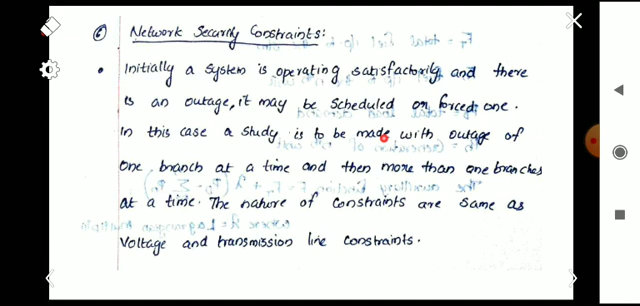 ⑥ Network Security Constraints:
• Initially a system is operating satisfactorily and there
is an outage, it may be scheduled or forced one.
In this case a study is to be made with outage of
one branch at a time and then more than one branches
at a time. The nature of constraints are same as
Voltage and transmission line constraints.